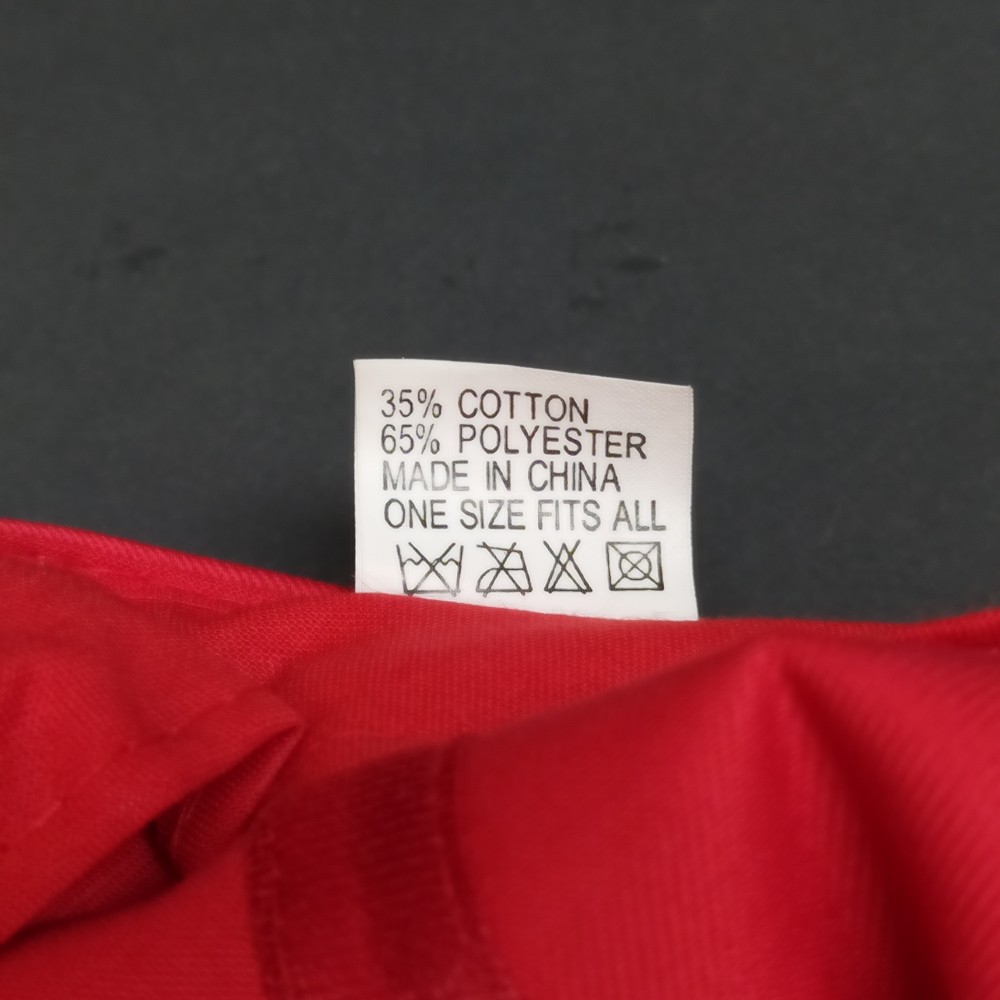 35% COTTON
65% POLYESTER
MADE IN CHINA
ONE SIZE FITS ALL